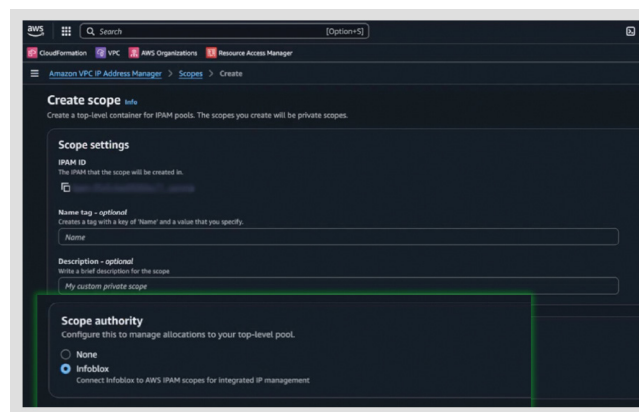 aws
Search
[Option+S]
CloudFormation VPC AWS Organizations Resource Access Manager
Amazon VPC IP Address Manager > Scopes > Create
Create scope Info
Create a top-level container for IPAM pools. The scopes you create will be private scopes.
Scope settings
IPAM ID
The IPAM that the scope will be created in.
Name tag - optional
Creates a tag with a key of 'Name' and a value that you specify.
Name
Description - optional
Write a brief description for the scope
My custom private scope
Scope authority
Configure this to manage allocations to your top-level pool.
None
Infoblox
Connect Infoblox to AWS IPAM scopes for integrated IP management